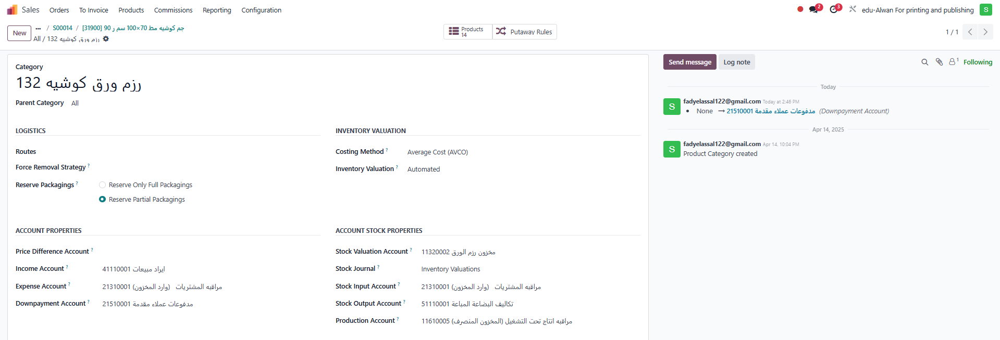 Sales Orders To Invoice Products Commissions Reporting Configuration 2 3 edu-Alwan For printing and publishing S
New ... / S00014 / [31900] جم كوشيه مط 70×100 سم ر 90
All / رزم ورق كوشيه 132
Products 14 Putaway Rules 1 / 1
Send message Log note 1 Following
Category
رزم ورق كوشيه 132
Parent Category All
LOGISTICS
Routes
Force Removal Strategy ?
Reserve Packagings ? Reserve Only Full Packagings
Reserve Partial Packagings
INVENTORY VALUATION
Costing Method ? Average Cost (AVCO)
Inventory Valuation ? Automated
ACCOUNT PROPERTIES
Price Difference Account ?
Income Account ? 41110001 ايراد مبيعات
Expense Account ? 21310001 مراقبه المشتريات (وارد المخزون)
Downpayment Account ? 21510001 مدفوعات عملاء مقدمة
ACCOUNT STOCK PROPERTIES
Stock Valuation Account ? 11320002 مخزون رزم الورق
Stock Journal ? Inventory Valuations
Stock Input Account ? 21310001 مراقبه المشتريات (وارد المخزون)
Stock Output Account ? 51110001 تكاليف البضاعة المباعة
Production Account ? 11610005 مراقبه انتاج تحت التشغيل (المخزون المنصرف)
Today
S fadyelassal122@gmail.com Today at 2:46 PM
• None → 21510001 مدفوعات عملاء مقدمة (Downpayment Account)
Apr 14, 2025
S fadyelassal122@gmail.com Apr 14, 10:04 PM
Product Category created